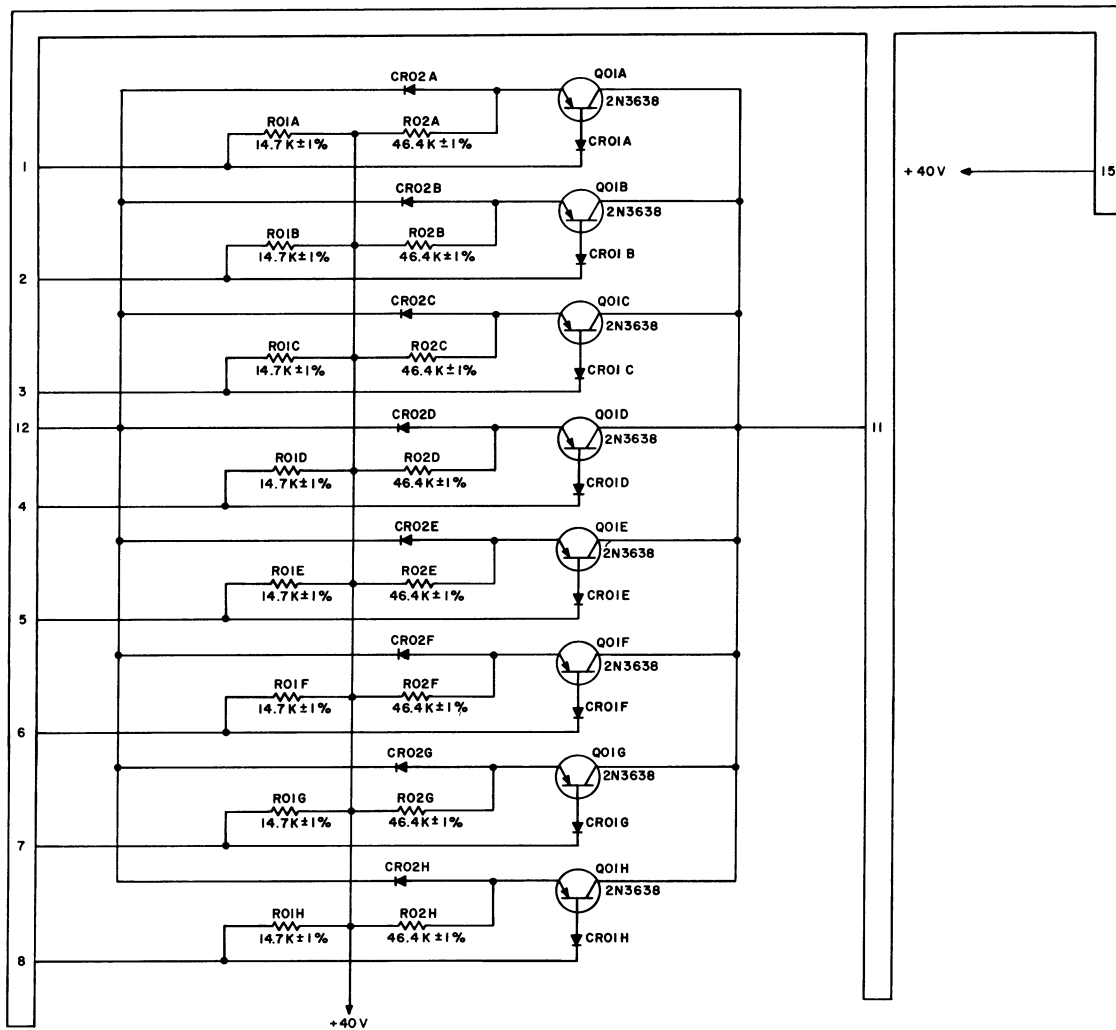 CR02A
Q01A
2N3638
R01A
14.7K±1%
R02A
46.4K±1%
CR01A
1
+40V
15
CR02B
Q01B
2N3638
R01B
14.7K±1%
R02B
46.4K±1%
CR01B
2
CR02C
Q01C
2N3638
R01C
14.7K±1%
R02C
46.4K±1%
CR01C
3
12
CR02D
Q01D
2N3638
11
R01D
14.7K±1%
R02D
46.4K±1%
CR01D
4
CR02E
Q01E
2N3638
R01E
14.7K±1%
R02E
46.4K±1%
CR01E
5
CR02F
Q01F
2N3638
R01F
14.7K±1%
R02F
46.4K±1%
CR01F
6
CR02G
Q01G
2N3638
R01G
14.7K±1%
R02G
46.4K±1%
CR01G
7
CR02H
Q01H
2N3638
R01H
14.7K±1%
R02H
46.4K±1%
CR01H
8
+40V